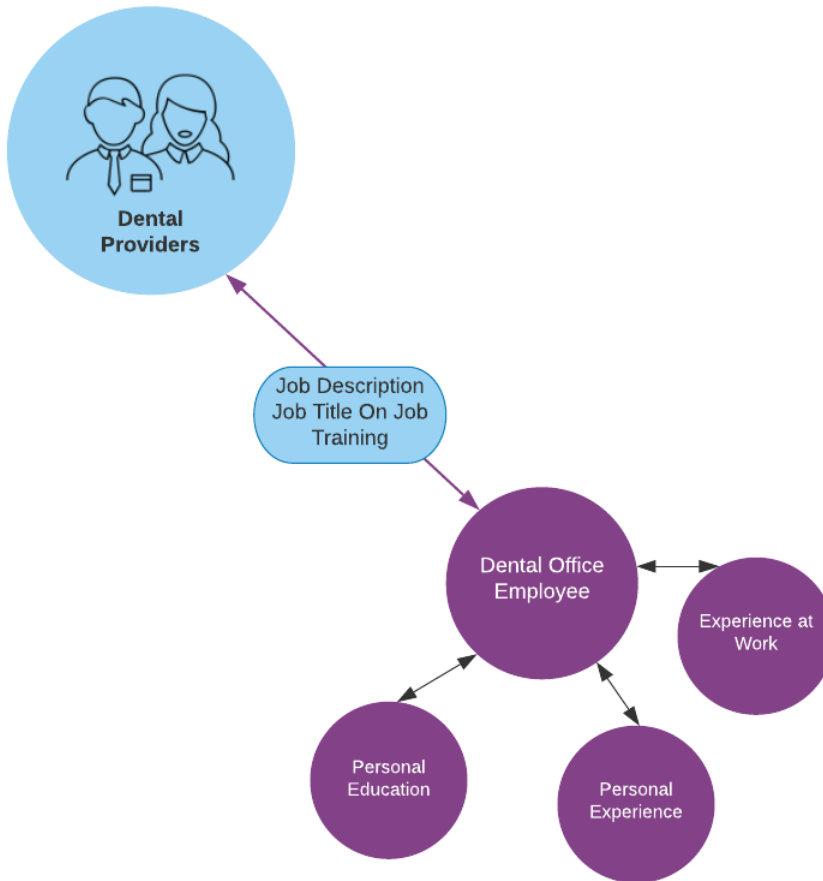 Dental
Providers
Job Description
Job Title On Job
Training
Dental Office
Employee
Experience at
Work
Personal
Education
Personal
Experience